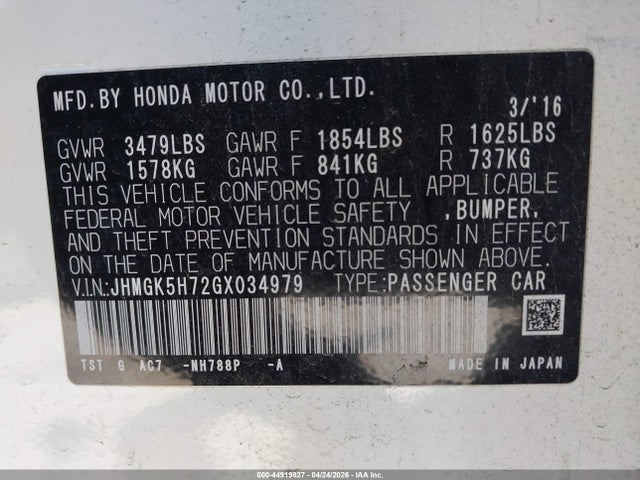 MFD.BY HONDA MOTOR CO.,LTD.
3/'16
GVWR 3479LBS GAWR F 1854LBS R 1625LBS
GVWR 1578KG GAWR F 841KG R 737KG
THIS VEHICLE CONFORMS TO ALL APPLICABLE
FEDERAL MOTOR VEHICLE SAFETY ,BUMPER,
AND THEFT PREVENTION STANDARDS IN EFFECT
ON THE DATE OF MANUFACTURE SHOWN ABOVE.
V.I.N.:JHMGK5H72GX034979 TYPE:PASSENGER CAR
TST G AC7 -NH788P -A MADE IN JAPAN
000-44919827 - 04/24/2026 - IAA Inc.